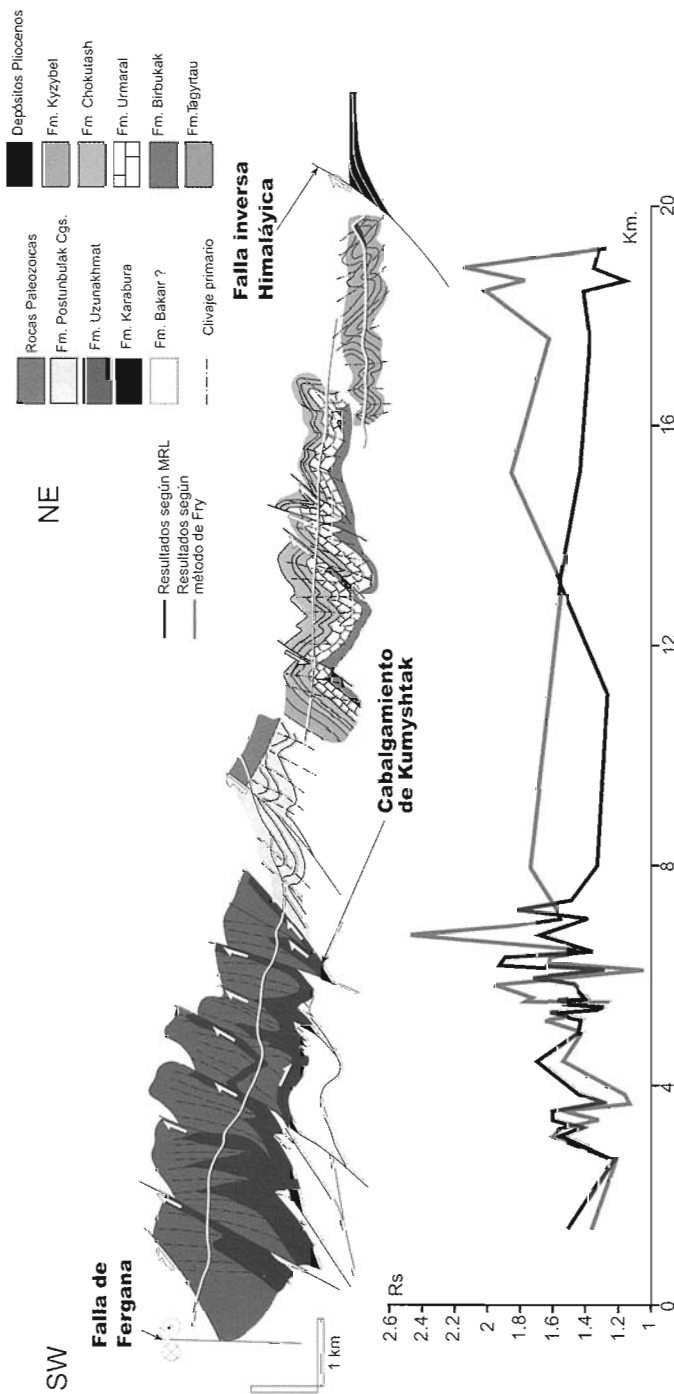 SW
NE
Falla de
Fergana
1 km
Cabalgamiento
de Kumyshtak
Falla inversa
Himaláyica
Resultados según MRL
Resultados según
método de Fry
Rocas Paleozoicas
Fm. Postunbulak Cgs.
Fm. Uzunakhmat
Fm. Karabura
Fm. Bakair ?
Clivaje primario
Depósitos Pliocenos
Fm. Kyzybel
Fm Chokutash
Fm. Urmaral
Fm. Birbukak
Fm.Tagyrtau
Rs
2.6
2.4
2.2
2
1.8
1.6
1.4
1.2
1
0
4
8
12
16
20
Km.